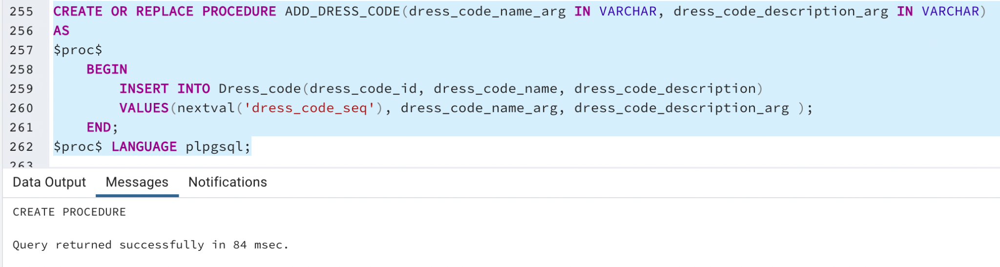 255 CREATE OR REPLACE PROCEDURE ADD_DRESS_CODE(dress_code_name_arg IN VARCHAR, dress_code_description_arg IN VARCHAR)
256 AS
257 $proc$
258     BEGIN
259         INSERT INTO Dress_code(dress_code_id, dress_code_name, dress_code_description)
260         VALUES(nextval('dress_code_seq'), dress_code_name_arg, dress_code_description_arg );
261     END;
262 $proc$ LANGUAGE plpgsql;
263
Data Output Messages Notifications
CREATE PROCEDURE
Query returned successfully in 84 msec.